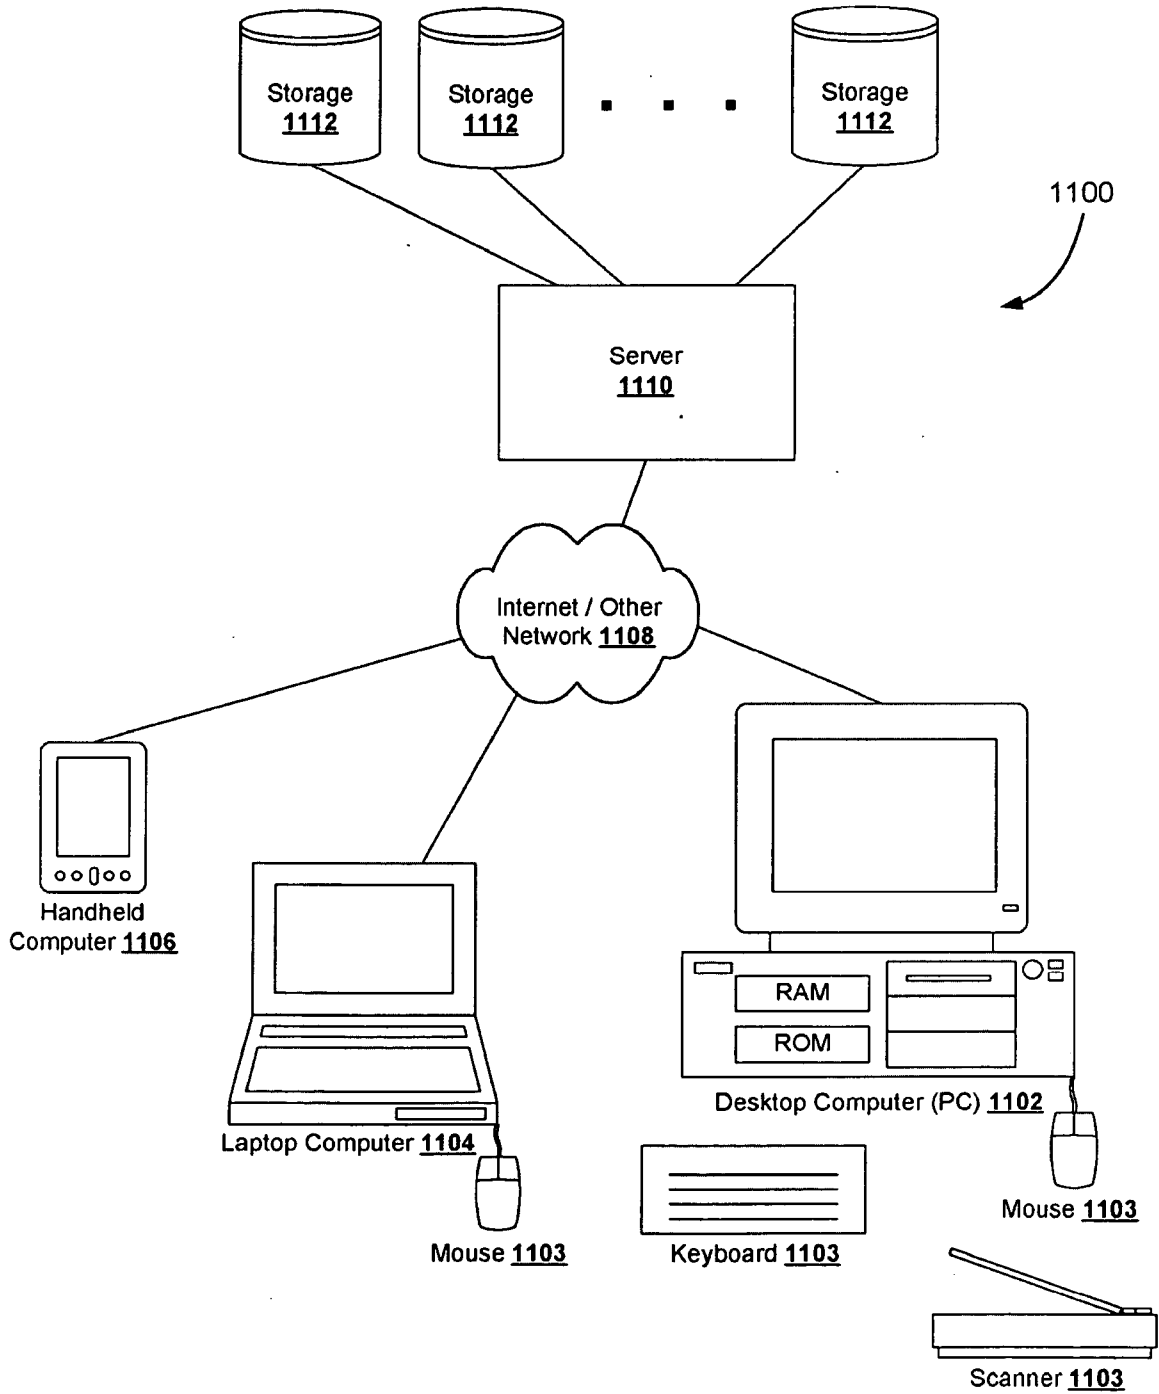 Storage
1112
Storage
1112
Storage
1112
1100
Server
1110
Internet / Other
Network 1108
Handheld
Computer 1106
RAM
ROM
Desktop Computer (PC) 1102
Laptop Computer 1104
Mouse 1103
Mouse 1103
Keyboard 1103
Scanner 1103